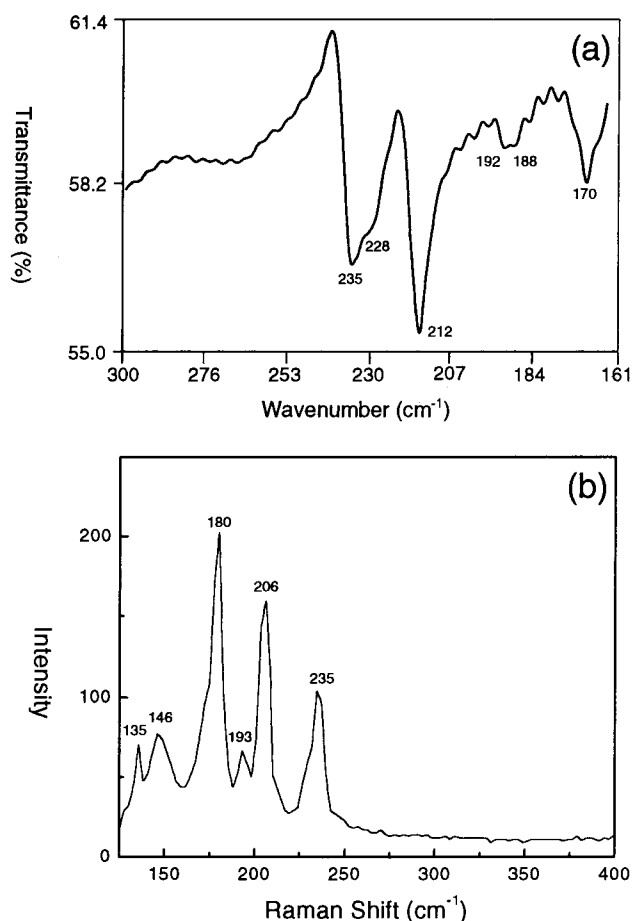 61.4
(a)
Transmittance (%)
58.2
192 188
170
228
235
212
55.0
300 276 253 230 207 184 161
Wavenumber (cm⁻¹)
(b)
200
180
206
Intensity
100
235
135 146
193
0
150 200 250 300 350 400
Raman Shift (cm⁻¹)